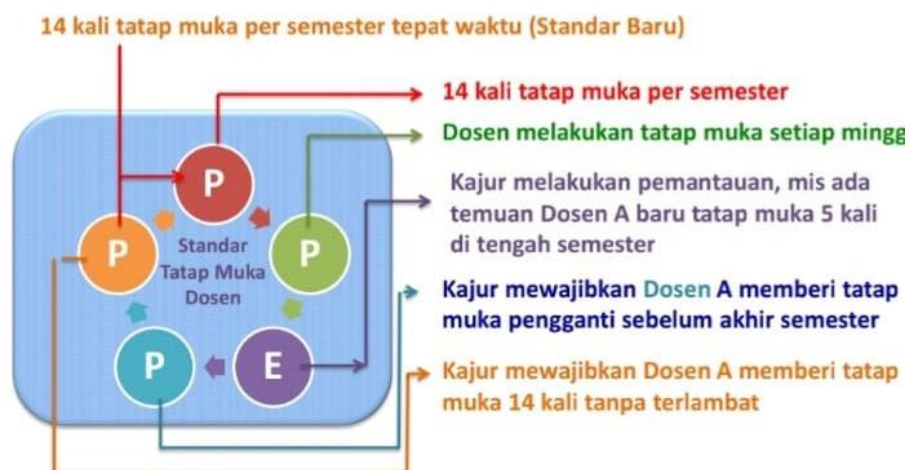 14 kali tatap muka per semester tepat waktu (Standar Baru)
14 kali tatap muka per semester
Dosen melakukan tatap muka setiap mingg
Kajur melakukan pemantauan, mis ada
temuan Dosen A baru tatap muka 5 kali
di tengah semester
Kajur mewajibkan Dosen A memberi tatap
muka pengganti sebelum akhir semester
Kajur mewajibkan Dosen A memberi tatap
muka 14 kali tanpa terlambat
P
P
P
Standar
Tatap Muka
Dosen
P
E